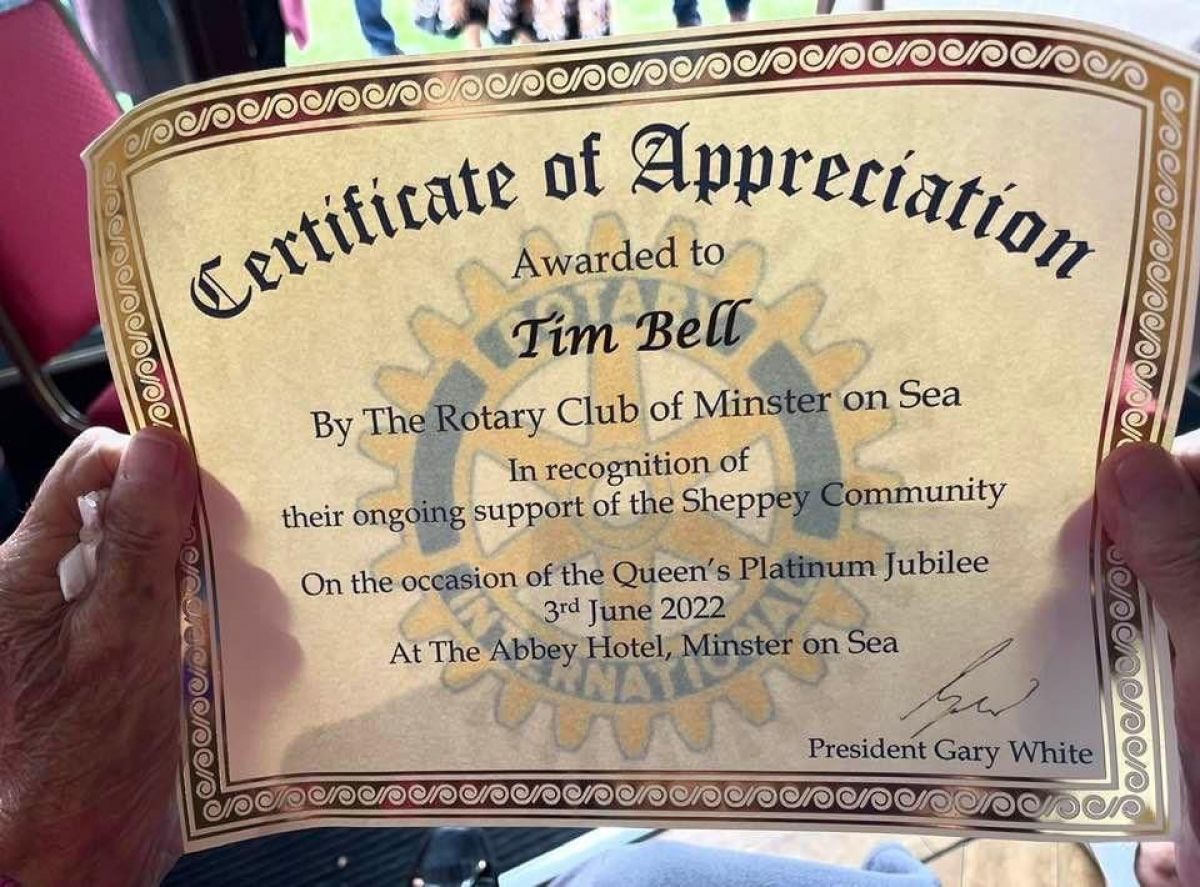 Certificate of Appreciation
Awarded to
Tim Bell
By The Rotary Club of Minster on Sea
In recognition of
their ongoing support of the Sheppey Community
On the occasion of the Queen's Platinum Jubilee
3rd June 2022
At The Abbey Hotel, Minster on Sea
President Gary White
ROTARY
INTERNATIONAL